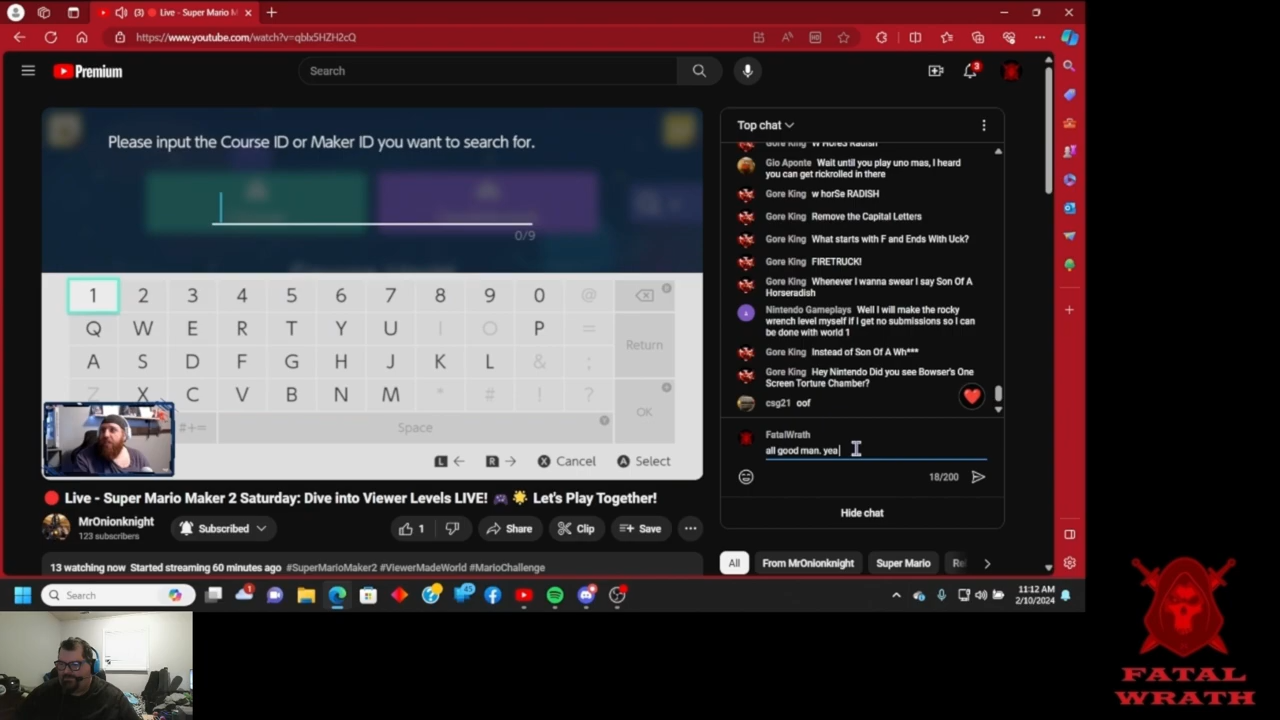 (3) Live - Super Mario M
https://www.youtube.com/watch?v=qblx5HZH2cQ
Premium
Search
3
Please input the Course ID or Maker ID you want to search for.
0/9
1 2 3 4 5 6 7 8 9 0 @
Q W E R T Y U I O P =
A S D F G H J K L & ;
Return
Z X C V B N M * # ! ?
OK
#+=
Space
L ← R → X Cancel A Select
Top chat
Gio Aponte Wait until you play uno mas, I heard
you can get rickrolled in there
Gore King w horSe RADISH
Gore King Remove the Capital Letters
Gore King What starts with F and Ends With Uck?
Gore King FIRETRUCK!
Gore King Whenever I wanna swear I say Son Of A
Horseradish
Nintendo Gameplays Well I will make the rocky
wrench level myself if I get no submissions so I can
be done with world 1
Gore King Instead of Son Of A Wh***
Gore King Hey Nintendo Did you see Bowser's One
Screen Torture Chamber?
csg21 oof
FatalWrath
all good man. yea
18/200
Hide chat
Live - Super Mario Maker 2 Saturday: Dive into Viewer Levels LIVE! 🎮 🌟 Let's Play Together!
MrOnionknight
123 subscribers
Subscribed
1
Share
Clip
Save
13 watching now Started streaming 60 minutes ago #SuperMarioMaker2 #ViewerMadeWorld #MarioChallenge
All
From MrOnionknight
Super Mario
Re
Search
1
45
11:12 AM
2/10/2024
FATAL
WRATH